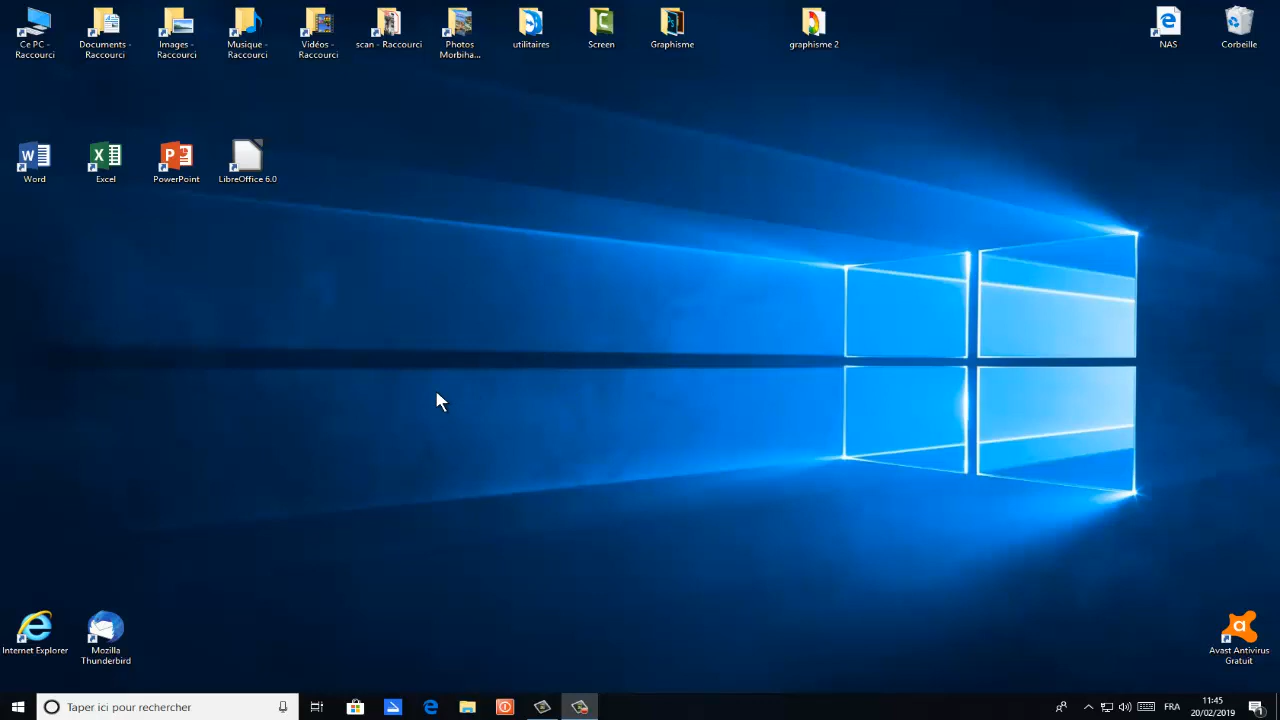 Ce PC -
Raccourci
Documents -
Raccourci
Images -
Raccourci
Musique -
Raccourci
Vidéos -
Raccourci
scan - Raccourci
Photos
Morbiha...
utilitaires
Screen
Graphisme
graphisme 2
NAS
Corbeille
Word
Excel
PowerPoint
LibreOffice 6.0
Internet Explorer
Mozilla
Thunderbird
Avast Antivirus
Gratuit
Taper ici pour rechercher
FRA
11:45
20/02/2019
1